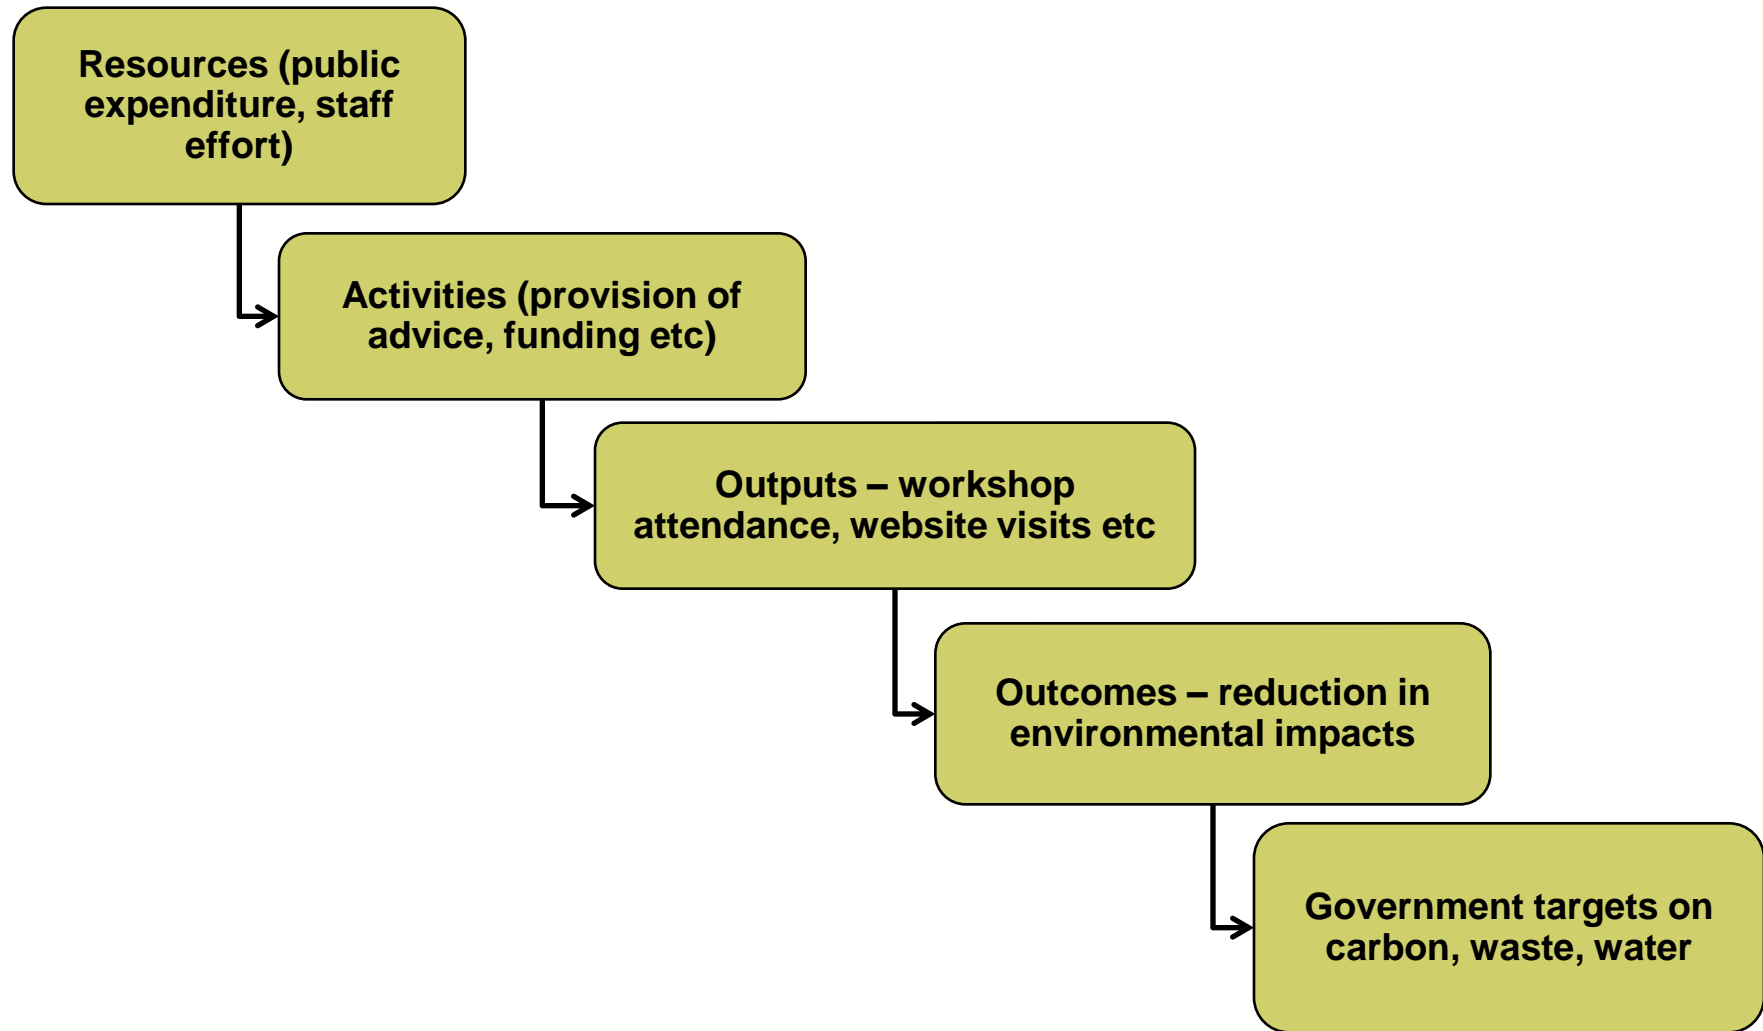 Resources (public
expenditure, staff
effort)
Activities (provision of
advice, funding etc)
Outputs – workshop
attendance, website visits etc
Outcomes – reduction in
environmental impacts
Government targets on
carbon, waste, water